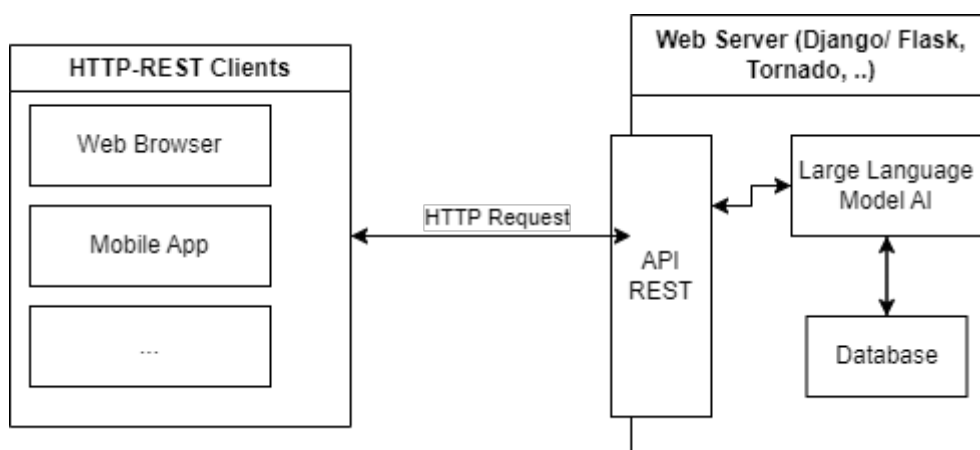 HTTP-REST Clients
Web Browser
Mobile App
...
HTTP Request
Web Server (Django/ Flask,
Tornado, ..)
API
REST
Large Language
Model AI
Database